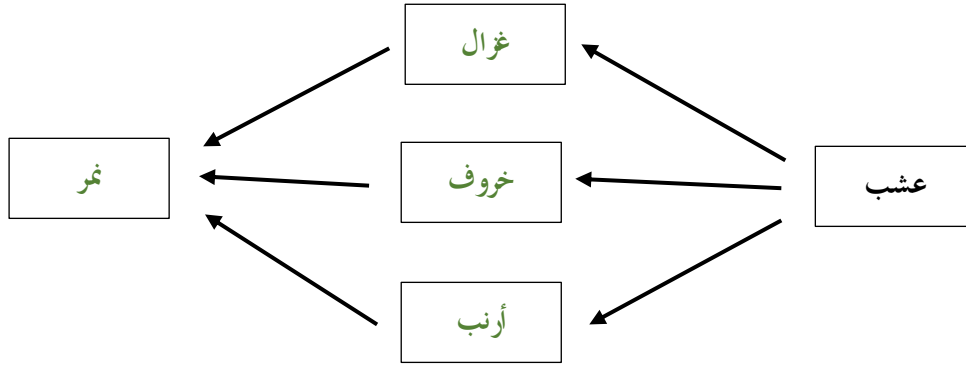 غزال
عشب
خروف
نمر
أرنب